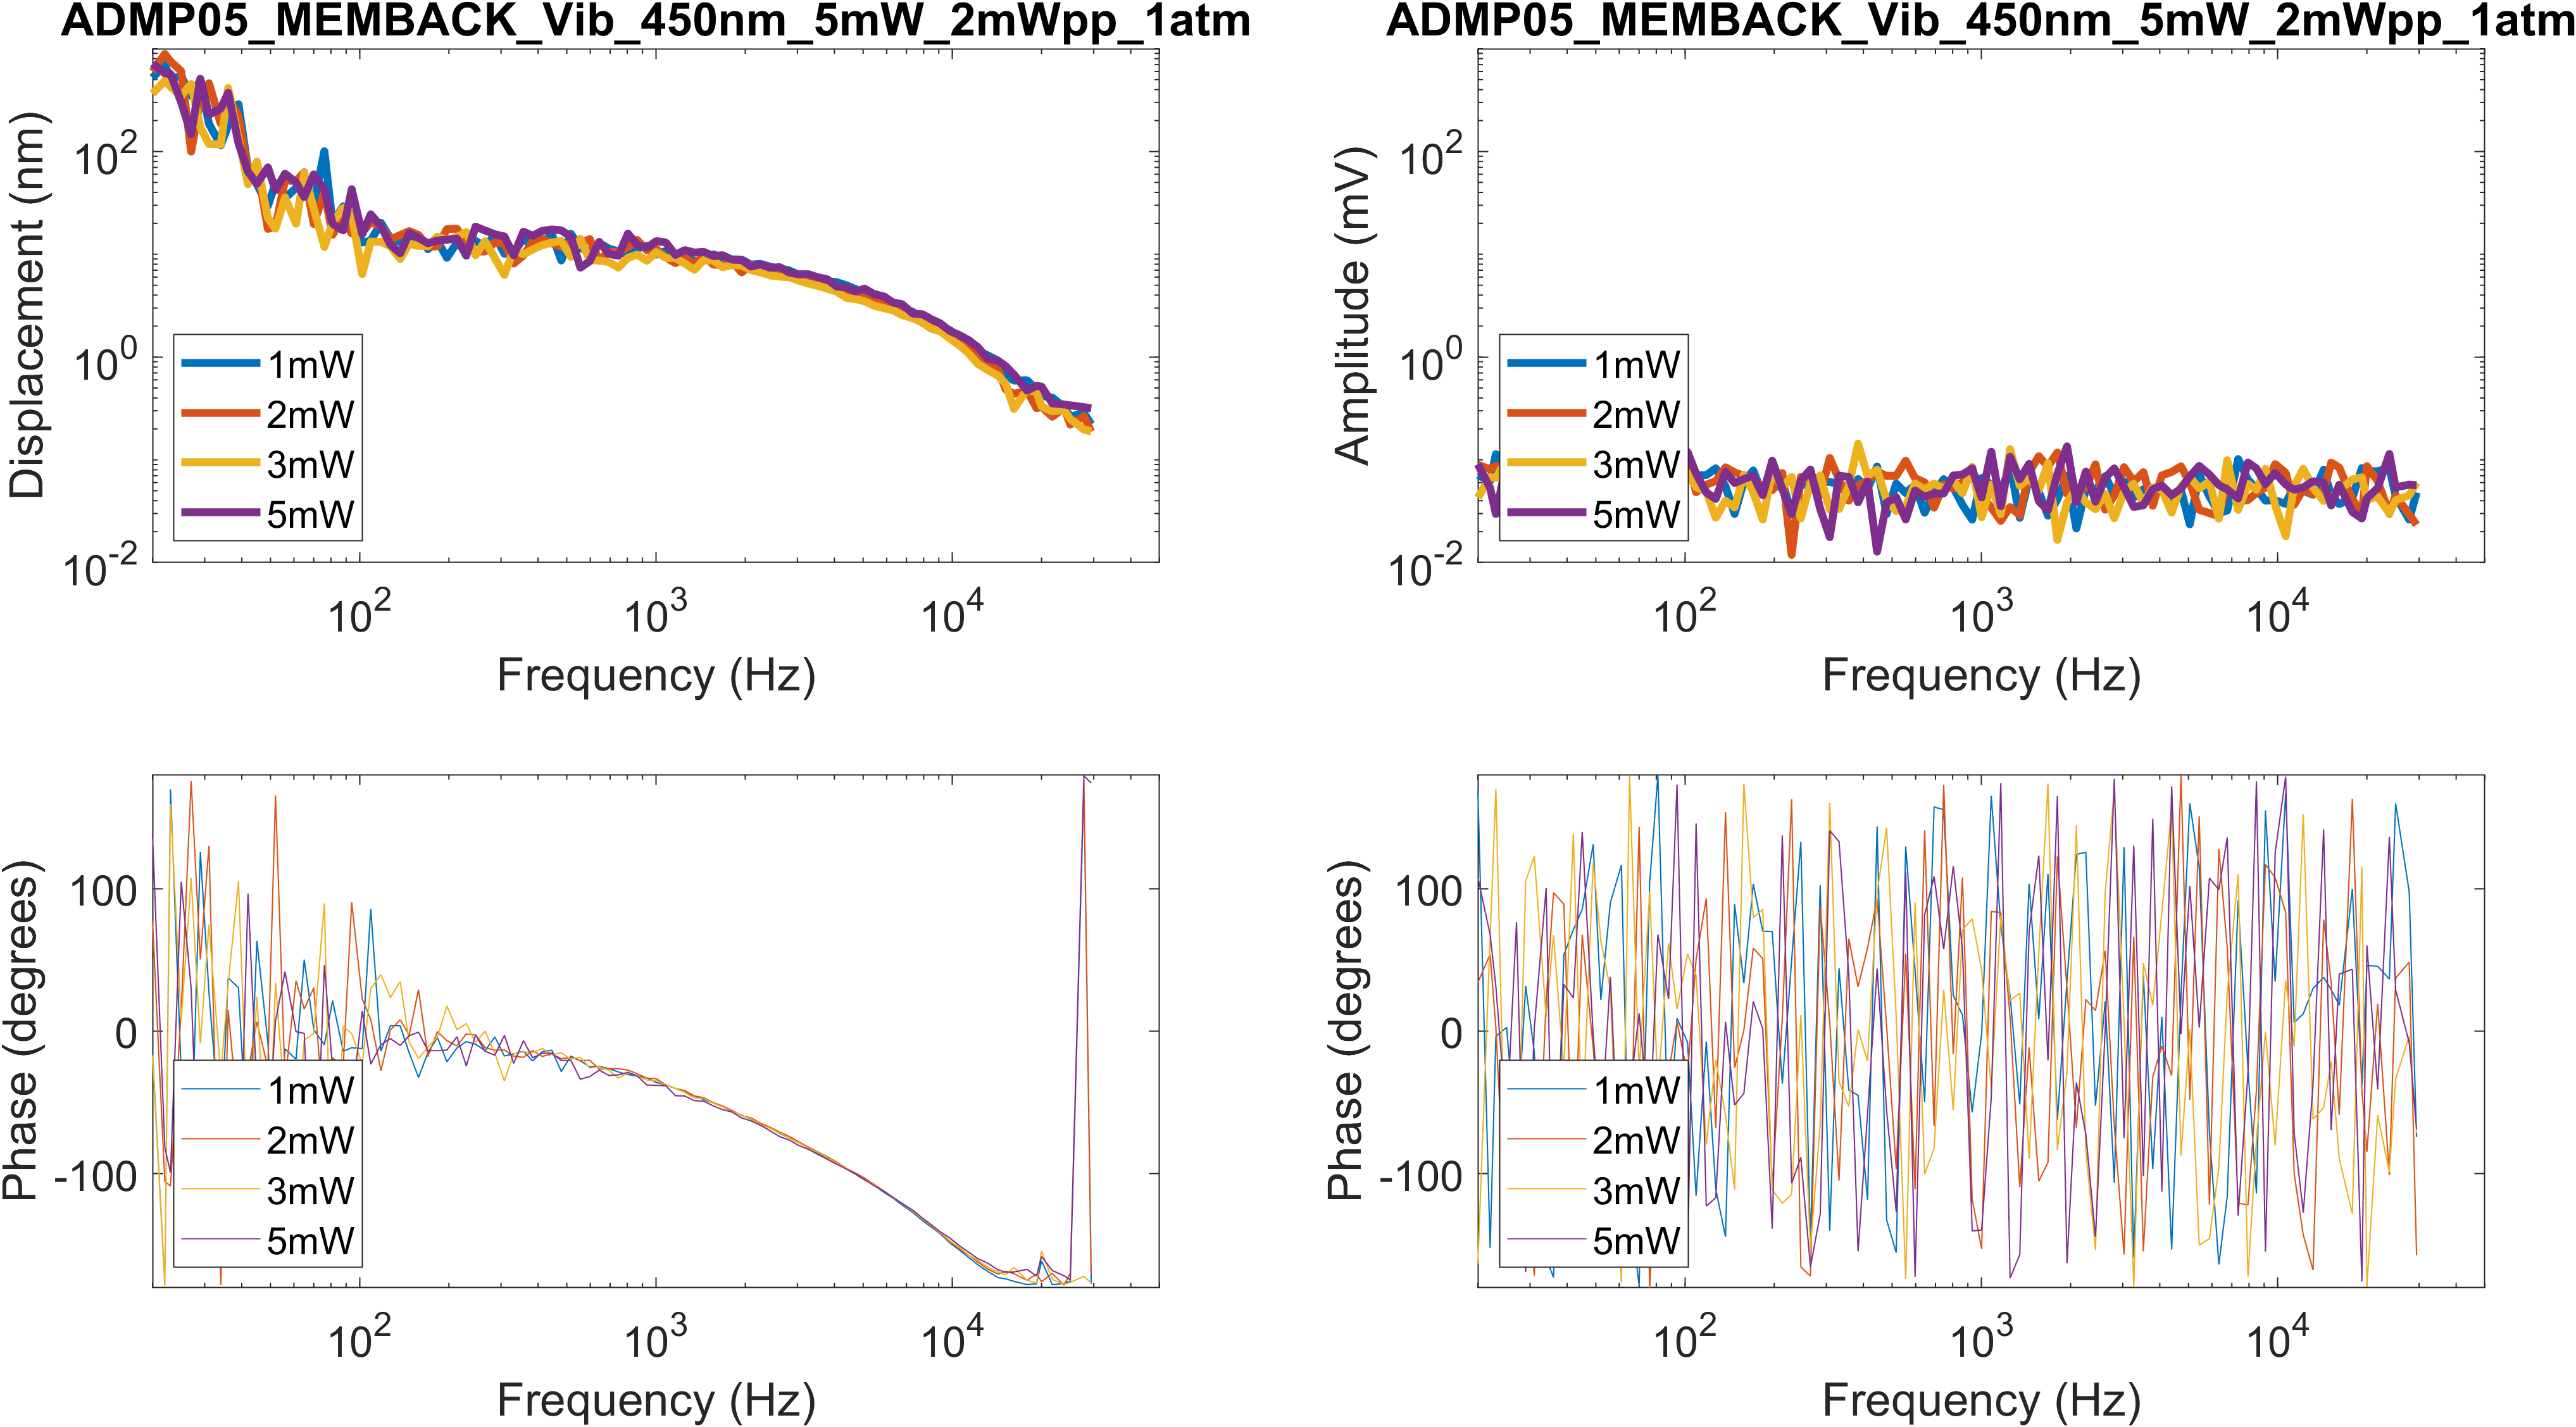 ADMP05_MEMBACK_Vib_450nm_5mW_2mWpp_1atm
Displacement (nm)
10^2
10^0
10^-2
1mW
2mW
3mW
5mW
10^2
10^3
10^4
Frequency (Hz)
ADMP05_MEMBACK_Vib_450nm_5mW_2mWpp_1atm
Amplitude (mV)
10^2
10^0
10^-2
1mW
2mW
3mW
5mW
10^2
10^3
10^4
Frequency (Hz)
Phase (degrees)
100
0
-100
1mW
2mW
3mW
5mW
10^2
10^3
10^4
Frequency (Hz)
Phase (degrees)
100
0
-100
1mW
2mW
3mW
5mW
10^2
10^3
10^4
Frequency (Hz)